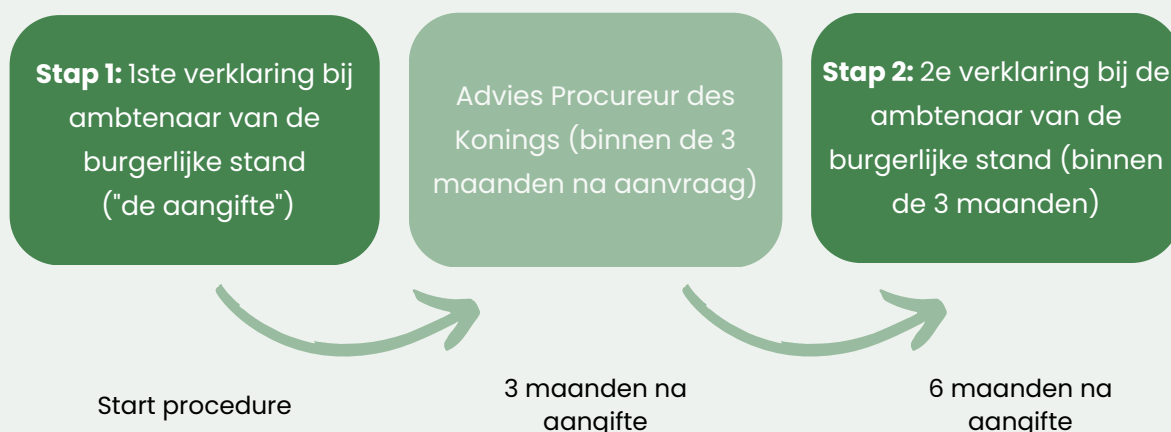 Stap 1: 1ste verklaring bij
ambtenaar van de
burgerlijke stand
("de aangifte")
Advies Procureur des
Konings (binnen de 3
maanden na aanvraag)
Stap 2: 2e verklaring bij de
ambtenaar van de
burgerlijke stand (binnen
de 3 maanden)
Start procedure
3 maanden na
aangifte
6 maanden na
aangifte